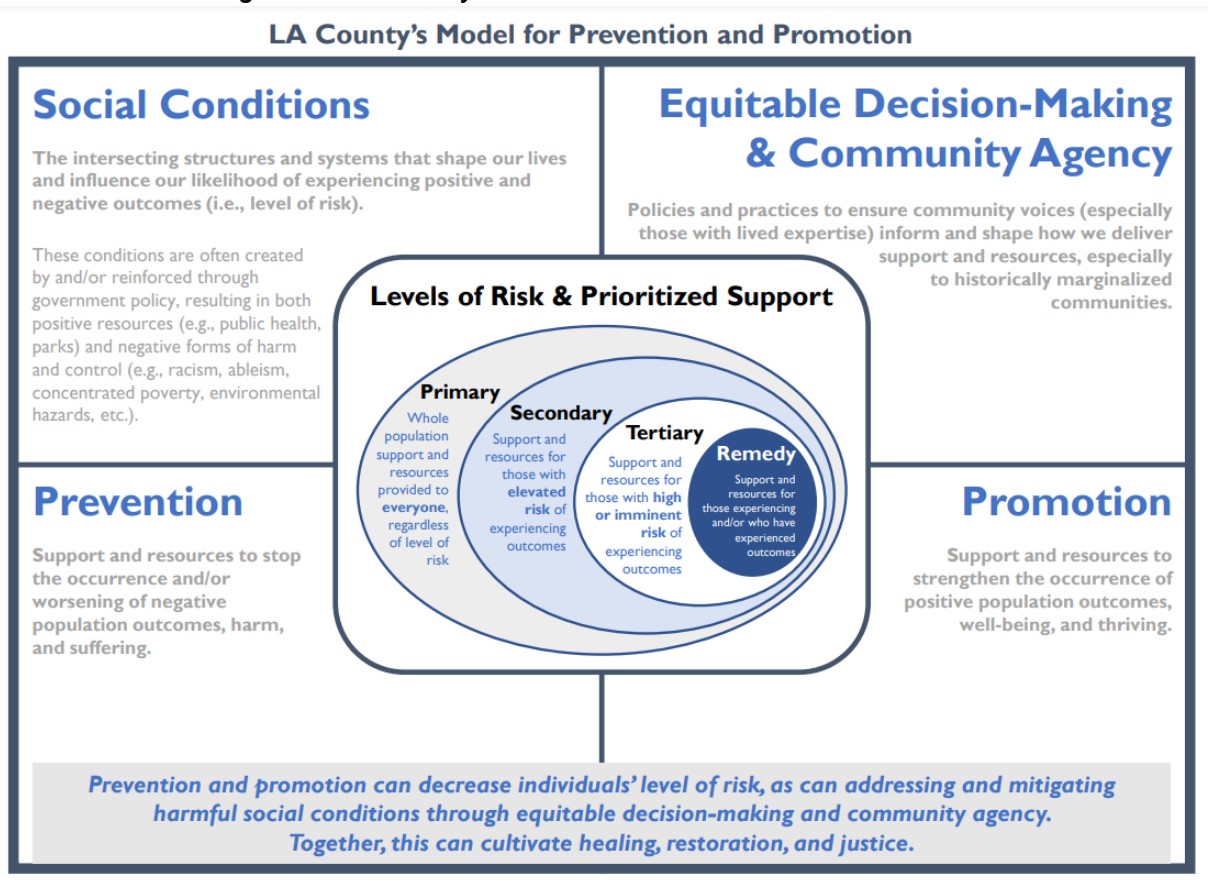 LA County's Model for Prevention and Promotion
Social Conditions
The intersecting structures and systems that shape our lives
and influence our likelihood of experiencing positive and
negative outcomes (i.e., level of risk).
These conditions are often created
by and/or reinforced through
government policy, resulting in both
positive resources (e.g., public health,
parks) and negative forms of harm
and control (e.g., racism, ableism,
concentrated poverty, environmental
hazards, etc.).
Equitable Decision-Making
& Community Agency
Policies and practices to ensure community voices (especially
those with lived expertise) inform and shape how we deliver
support and resources, especially
to historically marginalized
communities.
Levels of Risk & Prioritized Support
Primary
Whole
population
support and
resources
provided to
everyone,
regardless
of level of
risk
Secondary
Support and
resources for
those with
elevated
risk of
experiencing
outcomes
Tertiary
Support and
resources for
those with high
or imminent
risk of
experiencing
outcomes
Remedy
Support and
resources for
those experiencing
and/or who have
experienced
outcomes
Prevention
Support and resources to stop
the occurrence and/or
worsening of negative
population outcomes, harm,
and suffering.
Promotion
Support and resources to
strengthen the occurrence of
positive population outcomes,
well-being, and thriving.
Prevention and promotion can decrease individuals' level of risk, as can addressing and mitigating
harmful social conditions through equitable decision-making and community agency.
Together, this can cultivate healing, restoration, and justice.